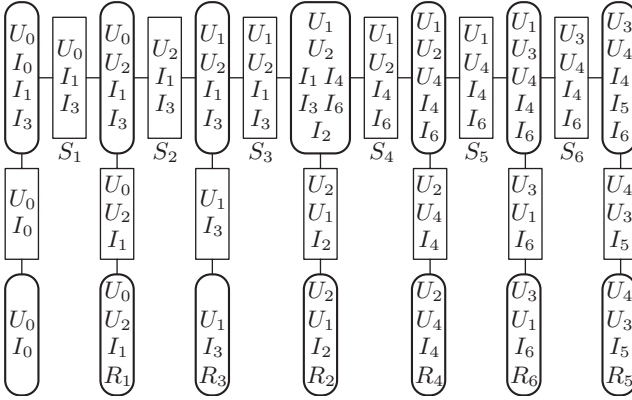 U₀
I₀
I₁
I₃
U₀
I₁
I₃
S₁
U₀
U₂
I₁
I₃
U₂
I₁
I₃
S₂
U₁
U₂
I₁
I₃
U₁
U₂
I₁
I₃
S₃
U₁
U₂
I₁ I₄
I₃ I₆
I₂
U₁
U₂
I₄
I₆
S₄
U₁
U₂
U₄
I₄
I₆
U₁
U₄
I₄
I₆
S₅
U₁
U₃
U₄
I₄
I₆
U₃
U₄
I₄
I₆
S₆
U₃
U₄
I₄
I₅
I₆
U₀
I₀
U₀
U₂
I₁
U₁
I₃
U₂
U₁
I₂
U₂
U₄
I₄
U₃
U₁
I₆
U₄
U₃
I₅
U₀
I₀
U₀
U₂
I₁
R₁
U₁
I₃
R₃
U₂
U₁
I₂
R₂
U₂
U₄
I₄
R₄
U₃
U₁
I₆
R₆
U₄
U₃
I₅
R₅